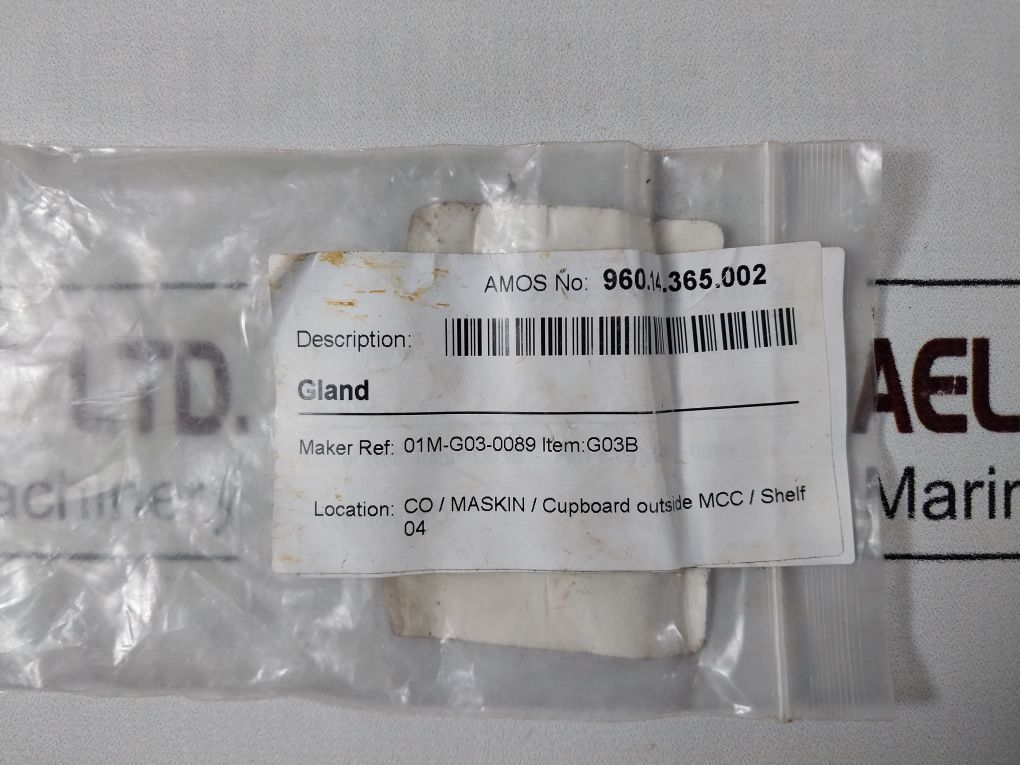 AMOS No: 960.14.365.002
Description:
Gland
Maker Ref: 01M-G03-0089 Item:G03B
Location: CO / MASKIN / Cupboard outside MCC / Shelf
04
LTD. AEL
achinery Marin